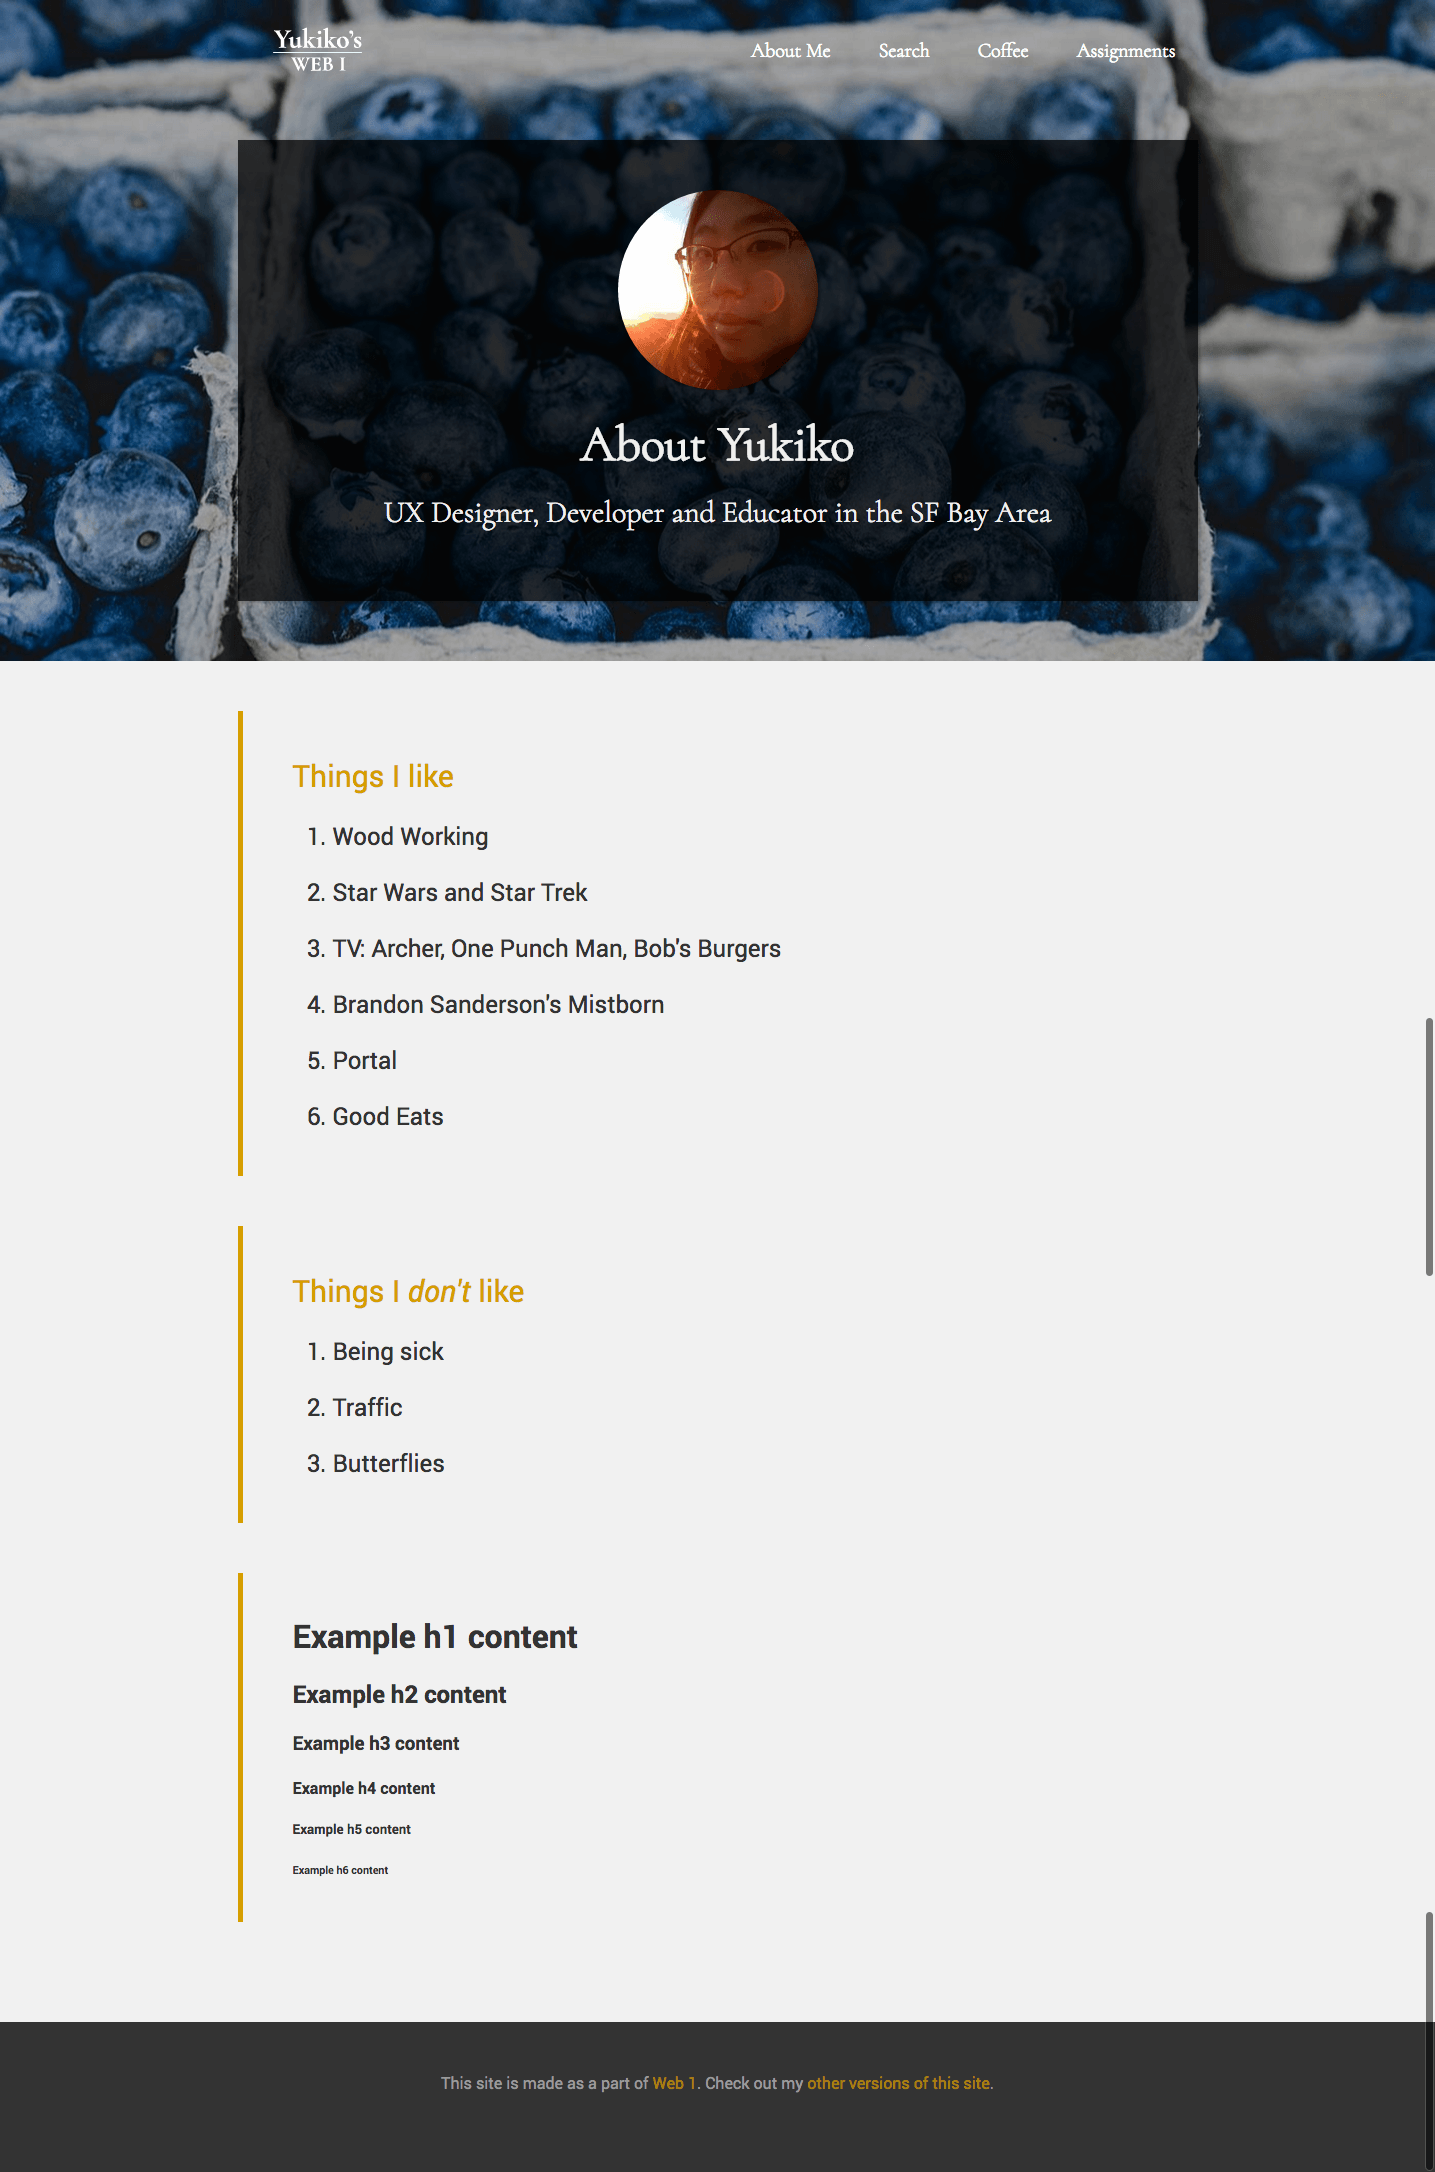 Yukiko's
WEB I
About Me Search Coffee Assignments
About Yukiko
UX Designer, Developer and Educator in the SF Bay Area
Things I like
1. Wood Working
2. Star Wars and Star Trek
3. TV: Archer, One Punch Man, Bob's Burgers
4. Brandon Sanderson's Mistborn
5. Portal
6. Good Eats
Things I don't like
1. Being sick
2. Traffic
3. Butterflies
Example h1 content
Example h2 content
Example h3 content
Example h4 content
Example h5 content
Example h6 content
This site is made as a part of Web 1. Check out my other versions of this site.